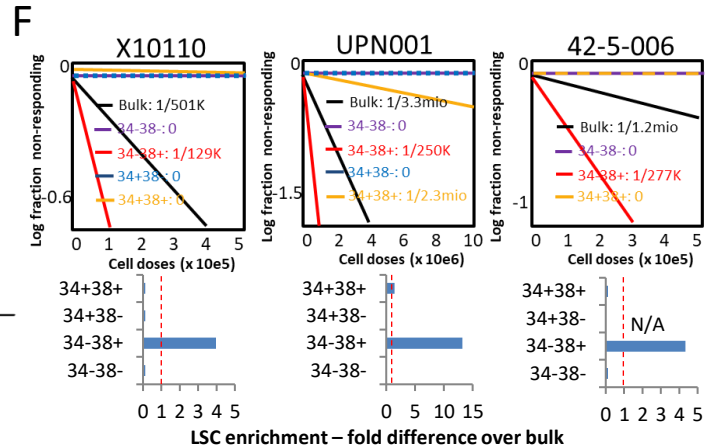 F
X10110
UPN001
42-5-006
Log fraction non-responding
0
-0.6
Bulk: 1/501K
34-38-: 0
34-38+: 1/129K
34+38-: 0
34+38+: 0
0 1 2 3 4 5
Cell doses (x 10e5)
Log fraction non-responding
0
-1.5
Bulk: 1/3.3mio
34-38-: 0
34-38+: 1/250K
34+38-: 0
34+38+: 1/2.3mio
0 2 4 6 8 10
Cell doses (x 10e6)
Log fraction non-responding
0
-1
Bulk: 1/1.2mio
34-38-: 0
34-38+: 1/277K
34+38+: 0
0 1 2 3 4 5
Cell doses (x 10e5)
34+38+
34+38-
34-38+
34-38-
0 1 2 3 4 5
34+38+
34+38-
34-38+
34-38-
0 5 10 15
34+38+
34+38-
N/A
34-38+
34-38-
0 1 2 3 4 5
LSC enrichment – fold difference over bulk